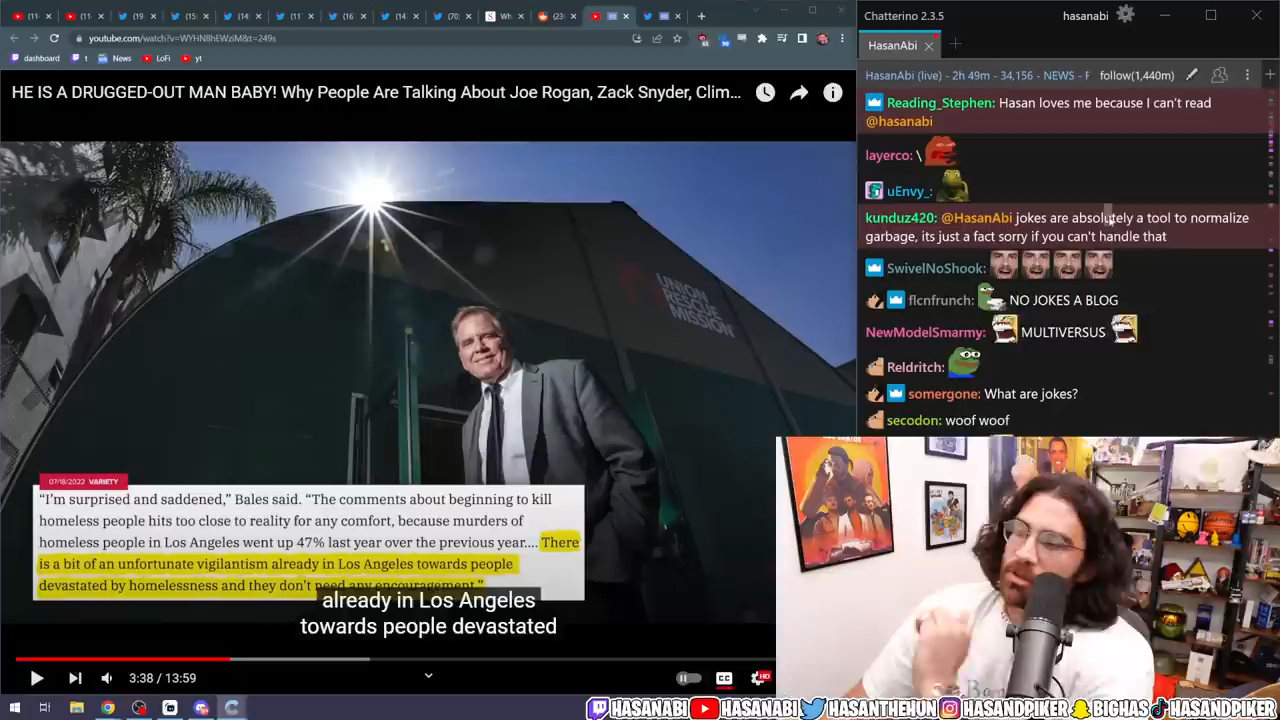 Chatterino 2.3.5
hasanabi
HasanAbi
youtube.com/watch?v=WYHN8hEWziM&t=249s
dashboard
t
News
LoFi
yt
HasanAbi (live) - 2h 49m - 34,156 - NEWS - F
follow(1,440m)
HE IS A DRUGGED-OUT MAN BABY! Why People Are Talking About Joe Rogan, Zack Snyder, Clim...
Reading_Stephen: Hasan loves me because I can't read
@hasanabi
layerco: \
uEnvy_:
kunduz420: @HasanAbi jokes are absolutely a tool to normalize
garbage, its just a fact sorry if you can't handle that
SwivelNoShook:
flcnfrunch: NO JOKES A BLOG
NewModelSmarmy: MULTIVERSUS
Reldritch:
somergone: What are jokes?
secodon: woof woof
UNION
RESCUE
MISSION
07/18/2022 VARIETY
“I'm surprised and saddened,” Bales said. “The comments about beginning to kill
homeless people hits too close to reality for any comfort, because murders of
homeless people in Los Angeles went up 47% last year over the previous year.... There
is a bit of an unfortunate vigilantism already in Los Angeles towards people
devastated by homelessness and they don't need any encouragement.”
already in Los Angeles
towards people devastated
3:38 / 13:59
CC
HD
HASANABI
HASANABI
HASANTHEHUN
HASANDPIKER
BIGHAS
HASANDPIKER